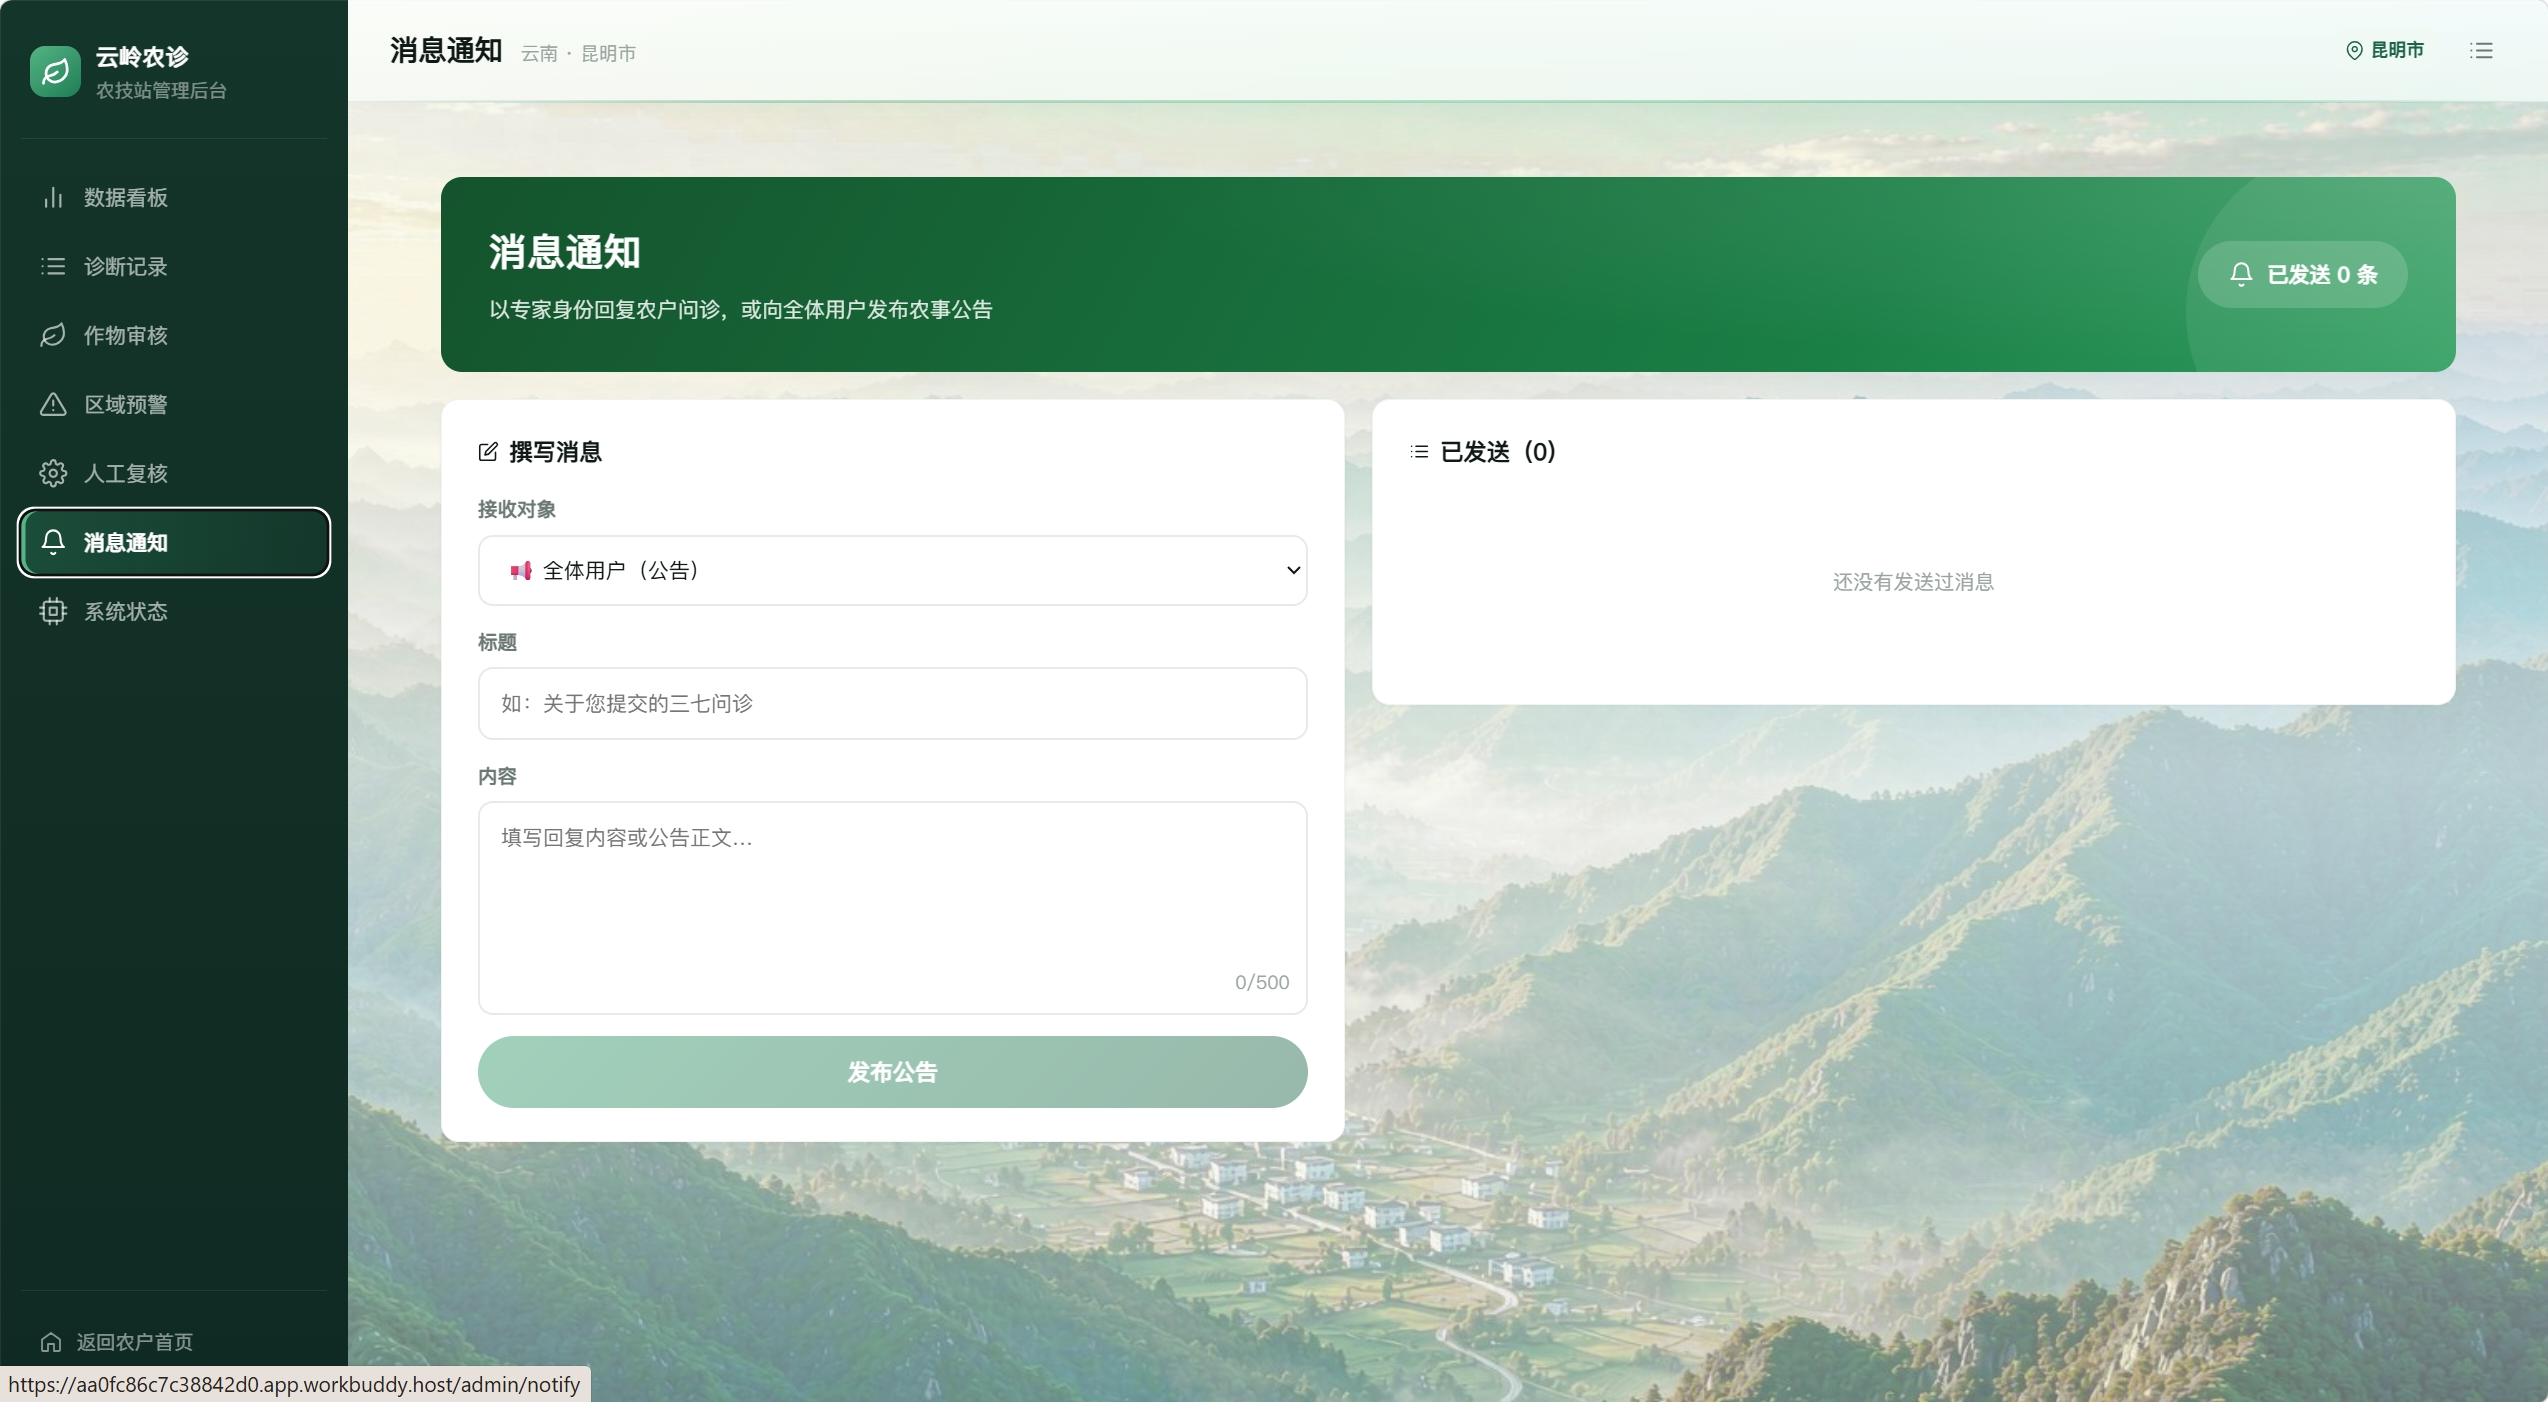 云岭农诊
农技站管理后台
数据看板
诊断记录
作物审核
区域预警
人工复核
消息通知
系统状态
返回农户首页
https://aa0fc86c7c38842d0.app.workbuddy.host/admin/notify
消息通知 云南 · 昆明市
昆明市
消息通知
以专家身份回复农户问诊，或向全体用户发布农事公告
已发送 0 条
撰写消息
接收对象
全体用户（公告）
标题
如：关于您提交的三七问诊
内容
填写回复内容或公告正文…
0/500
发布公告
已发送（0）
还没有发送过消息